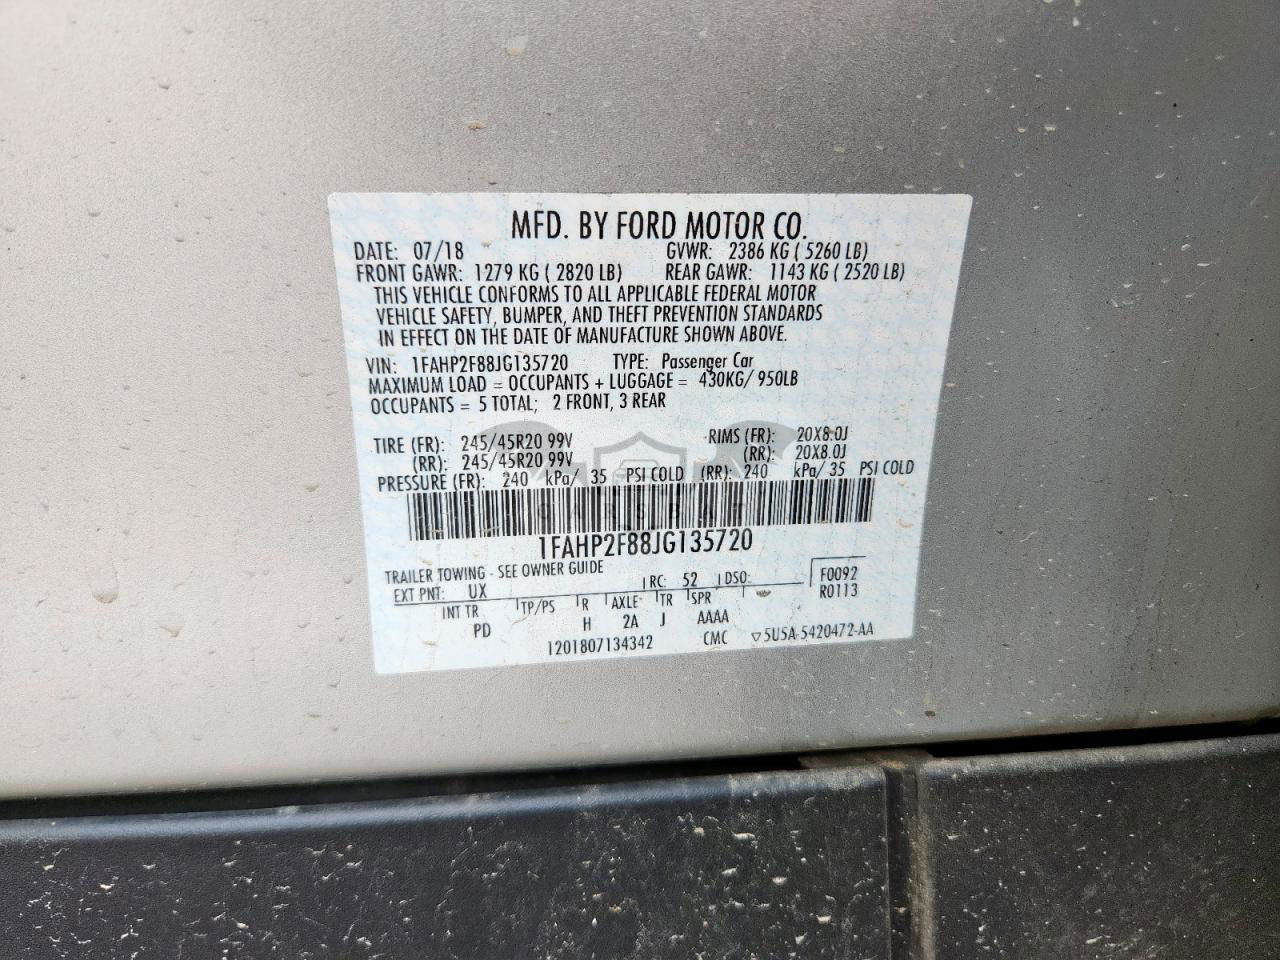 MFD. BY FORD MOTOR CO.
DATE: 07/18 GVWR: 2386 KG ( 5260 LB)
FRONT GAWR: 1279 KG ( 2820 LB) REAR GAWR: 1143 KG ( 2520 LB)
THIS VEHICLE CONFORMS TO ALL APPLICABLE FEDERAL MOTOR
VEHICLE SAFETY, BUMPER, AND THEFT PREVENTION STANDARDS
IN EFFECT ON THE DATE OF MANUFACTURE SHOWN ABOVE.
VIN: 1FAHP2F88JG135720 TYPE: Passenger Car
MAXIMUM LOAD = OCCUPANTS + LUGGAGE = 430KG/ 950LB
OCCUPANTS = 5 TOTAL; 2 FRONT, 3 REAR
TIRE (FR): 245/45R20 99V RIMS (FR): 20X8.0J
(RR): 245/45R20 99V (RR): 20X8.0J
PRESSURE (FR): 240 kPa/ 35 PSI COLD (RR): 240 kPa/ 35 PSI COLD
1FAHP2F88JG135720
TRAILER TOWING - SEE OWNER GUIDE
EXT PNT: UX RC: 52 DSO: F0092
R0113
INT TR TP/PS R AXLE TR SPR
PD H 2A J AAAA
1201807134342 CMC ▽5U5A-5420472-AA